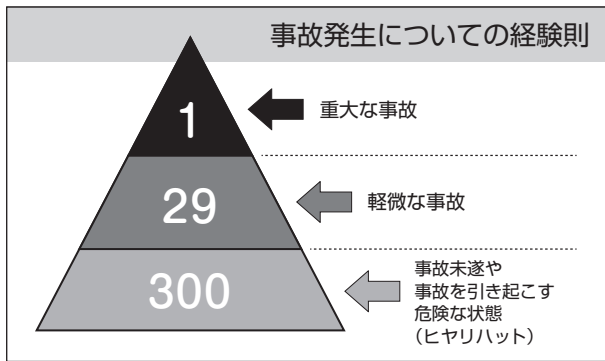 事故発生についての経験則
1
重大な事故
29
軽微な事故
300
事故未遂や
事故を引き起こす
危険な状態
（ヒヤリハット）